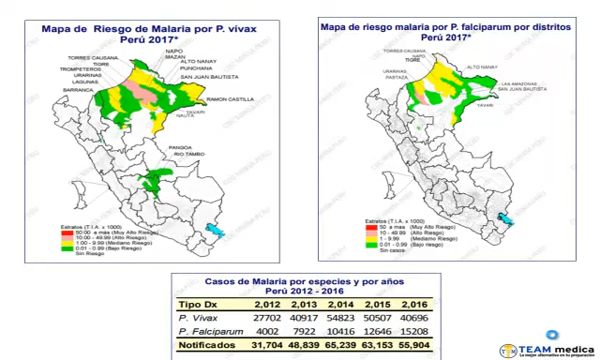 Mapa de Riesgo de Malaria por P. vivax
Perú 2017*
NAPO
MAZAN
TORRES CAUSANA
TIGRE
ALTO NANAY
TROMPETEROS
PUNCHANA
URARINAS
SAN JUAN BAUTISTA
LAGUNAS
BARRANCA
RAMON CASTILLA
YAVARI
NAUTA
PANGOA
RIO TAMBO
Estratos (T.I.A. x 1000)
50.00 a más (Muy Alto Riesgo)
10.00 - 49.99 (Alto Riesgo)
1.00 - 9.99 (Mediano Riesgo)
0.01 - 0.99 (Bajo Riesgo)
Sin Riesgo
Mapa de riesgo malaria por P. falciparum por distritos
Perú 2017*
TORRES CAUSANA
NAPO
TIGRE
ALTO NANAY
URARINAS
PASTAZA
LAS AMAZONAS
SAN JUAN BAUTISTA
YAVARI
Estratos (T.I.A. x 1000)
50 a más (Muy Alto Riesgo)
10 - 49.99 (Alto Riesgo)
1 - 9.99 (Mediano Riesgo)
0.01 - 0.99 (Bajo riesgo)
Sin casos
Casos de Malaria por especies y por años
Perú 2012 - 2016
Tipo Dx 2,012 2,013 2,014 2,015 2,016
P. Vivax 27702 40917 54823 50507 40696
P. Falciparum 4002 7922 10416 12646 15208
Notificados 31,704 48,839 65,239 63,153 55,904
TEAM medica
La mejor alternativa en tu preparación